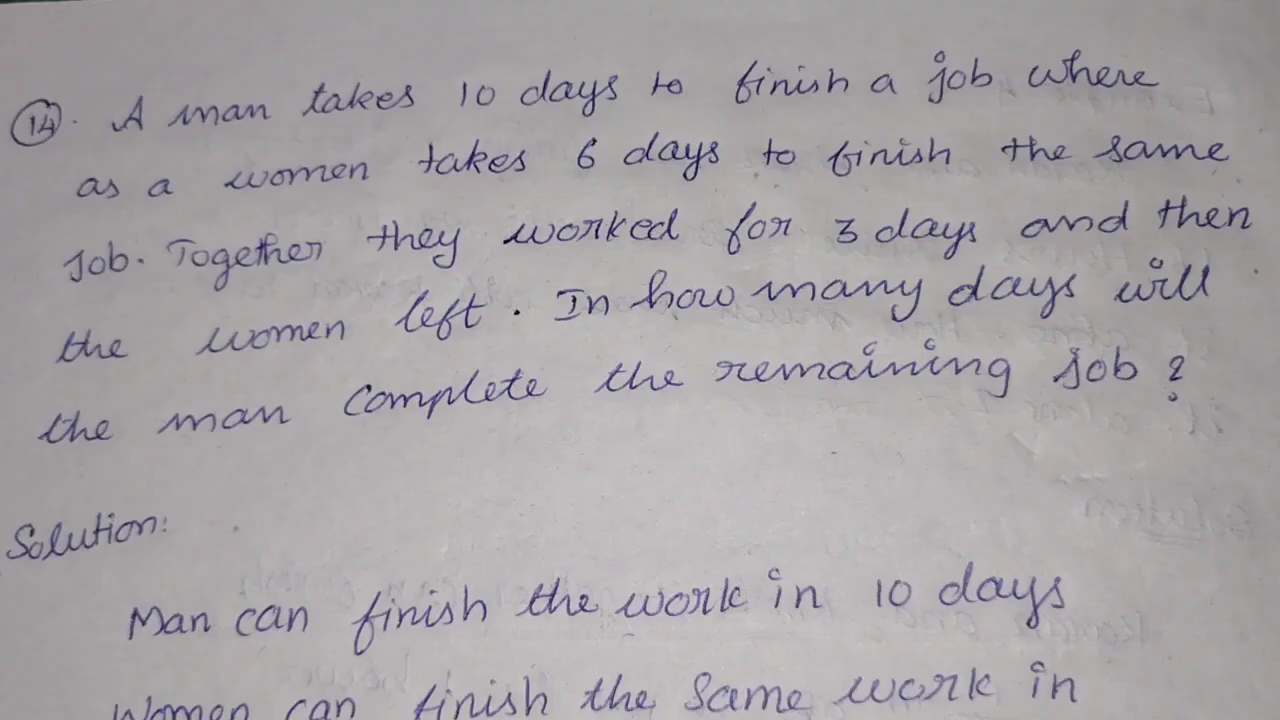 14. A man takes 10 days to finish a job where
as a women takes 6 days to finish the same
job. Together they worked for 3 days and then
the women left. In how many days will
the man complete the remaining job?
Solution:
Man can finish the work in 10 days
Women can finish the same work in